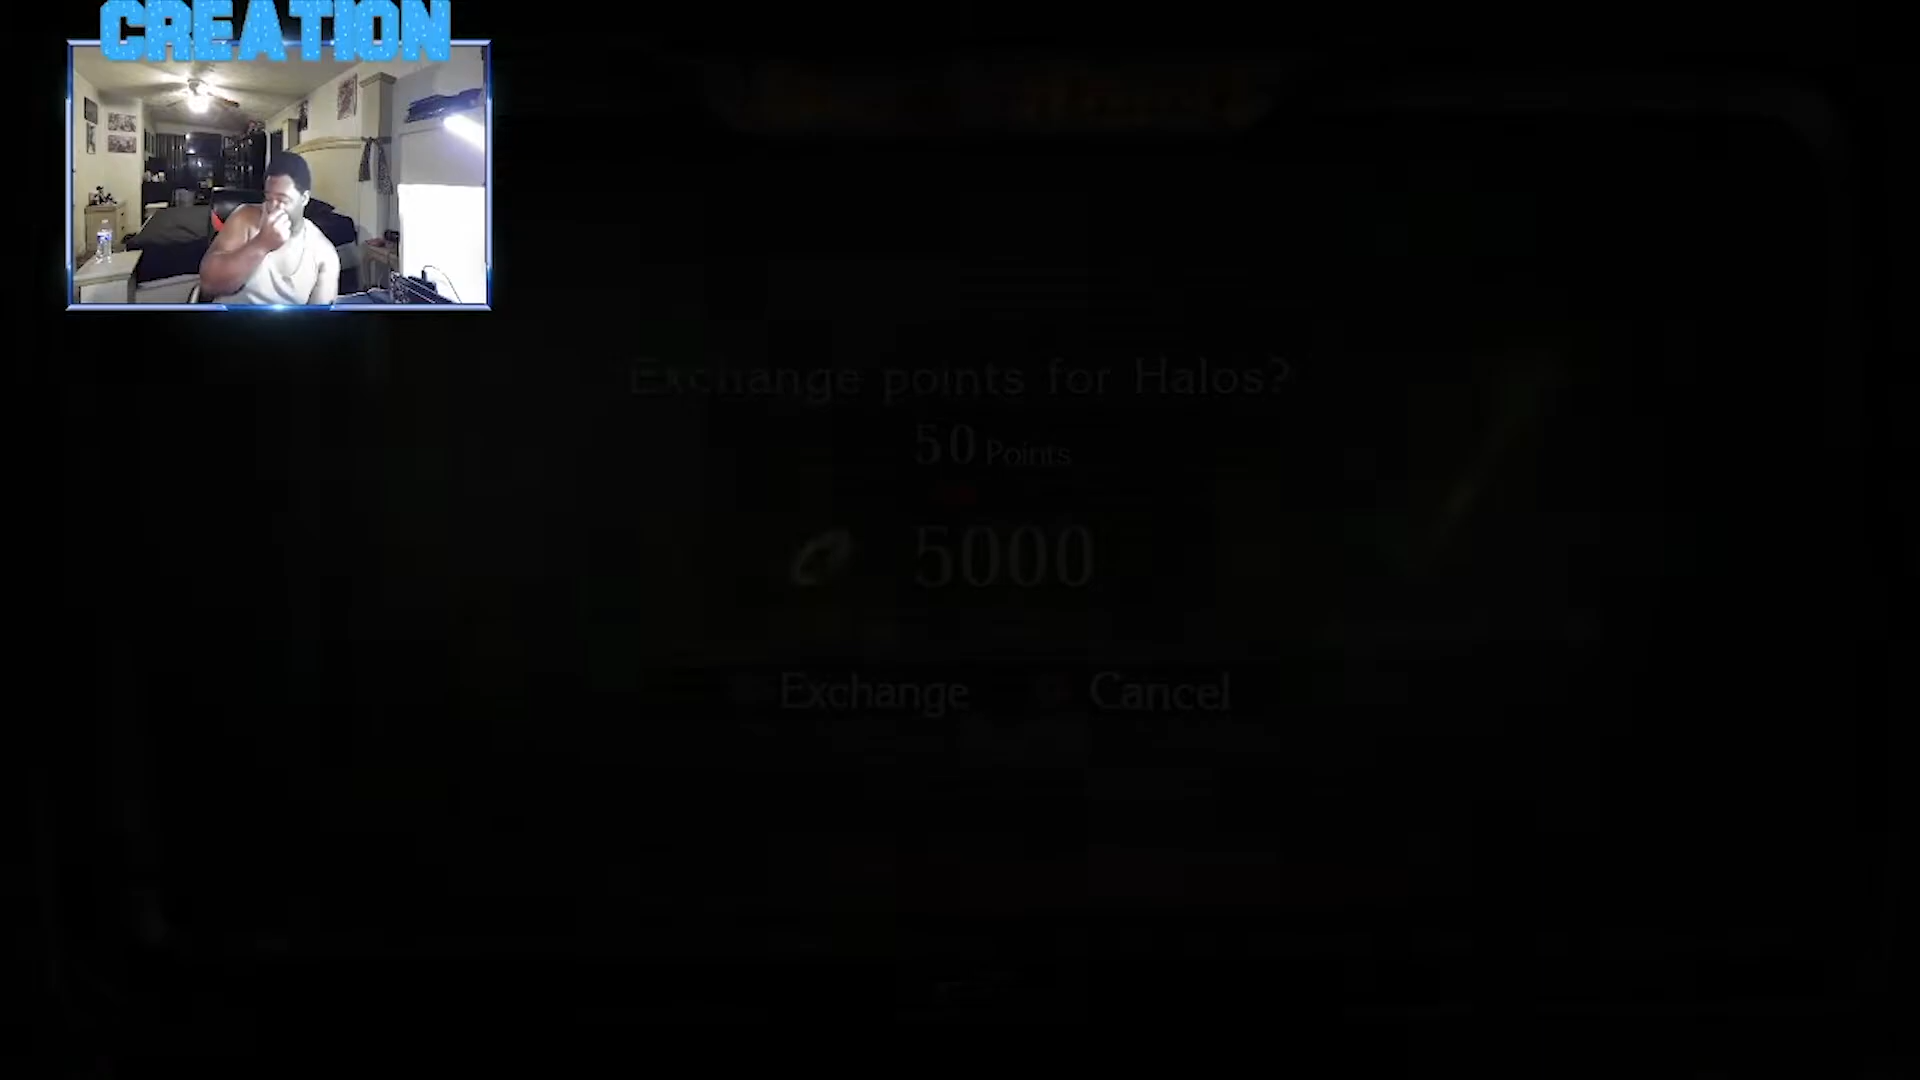 CREATION
Exchange points for Halos?
50 Points
5000
Exchange Cancel